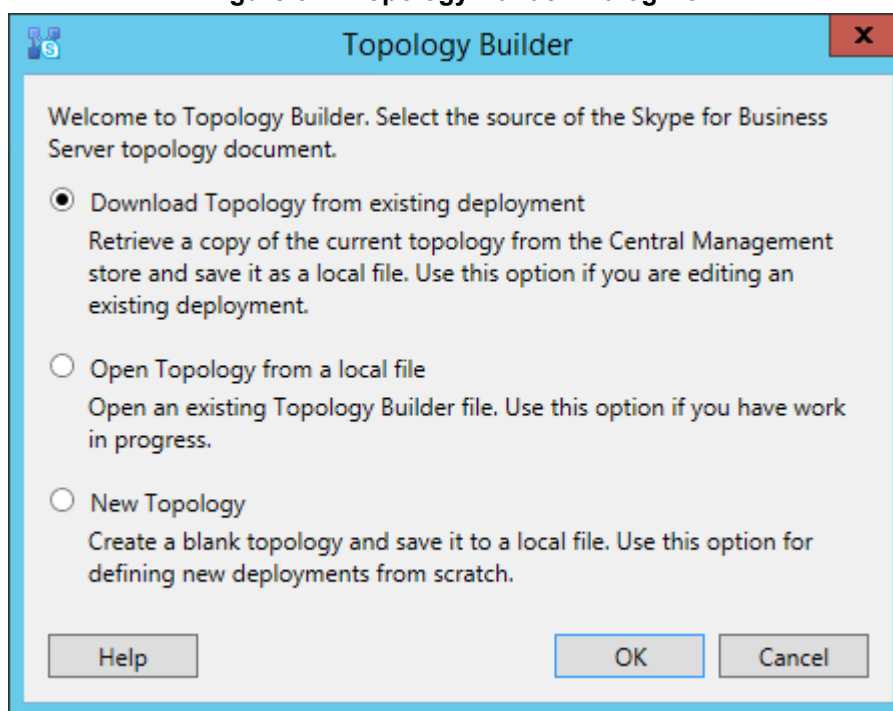 Topology Builder
x
Welcome to Topology Builder. Select the source of the Skype for Business
Server topology document.
Download Topology from existing deployment
Retrieve a copy of the current topology from the Central Management
store and save it as a local file. Use this option if you are editing an
existing deployment.
Open Topology from a local file
Open an existing Topology Builder file. Use this option if you have work
in progress.
New Topology
Create a blank topology and save it to a local file. Use this option for
defining new deployments from scratch.
Help OK Cancel